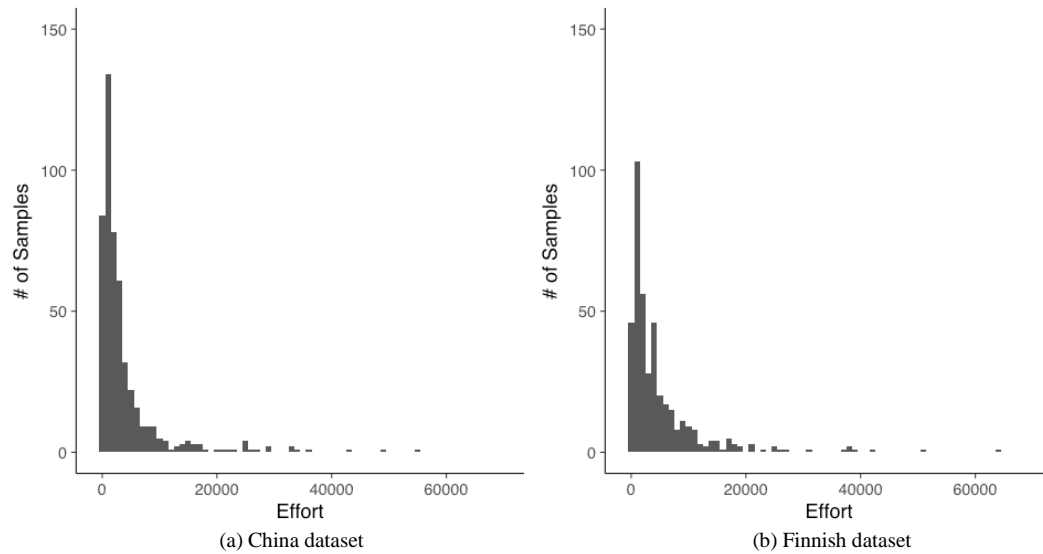 150
100
50
0
# of Samples
0 20000 40000 60000
Effort
(a) China dataset
150
100
50
0
# of Samples
0 20000 40000 60000
Effort
(b) Finnish dataset